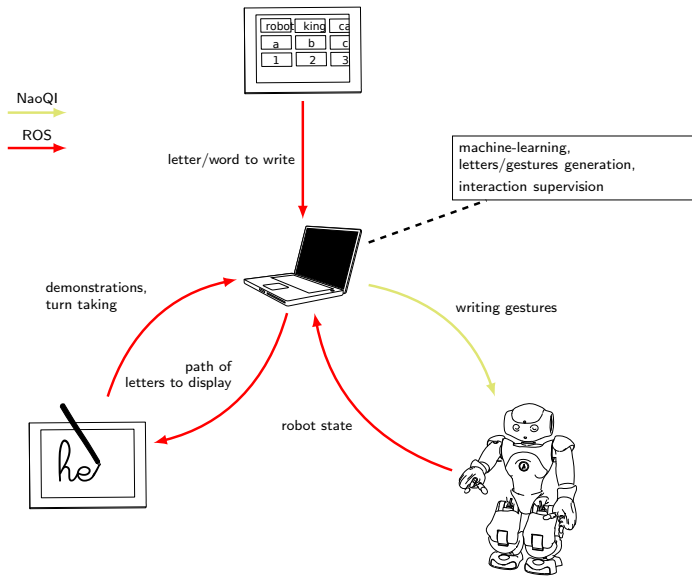 robot king ca
a b c
1 2 3
NaoQI
ROS
letter/word to write
machine-learning,
letters/gestures generation,
interaction supervision
demonstrations,
turn taking
writing gestures
path of
letters to display
robot state
he